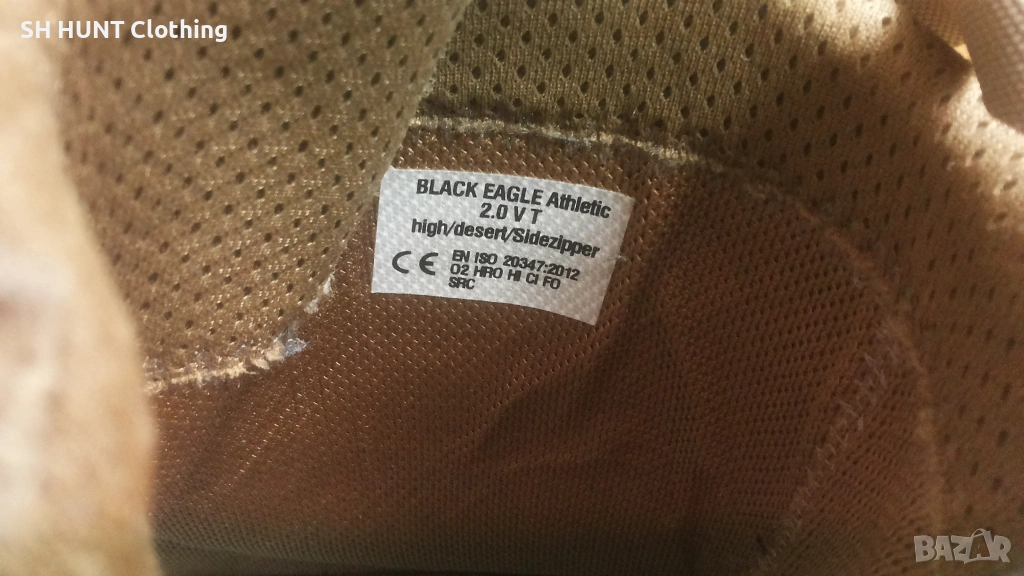 SH HUNT Clothing
BLACK EAGLE Athletic
2.0 V T
high/desert/Sidezipper
CE EN ISO 20347:2012
O2 HRO HI CI FO
SRC
BAZAR